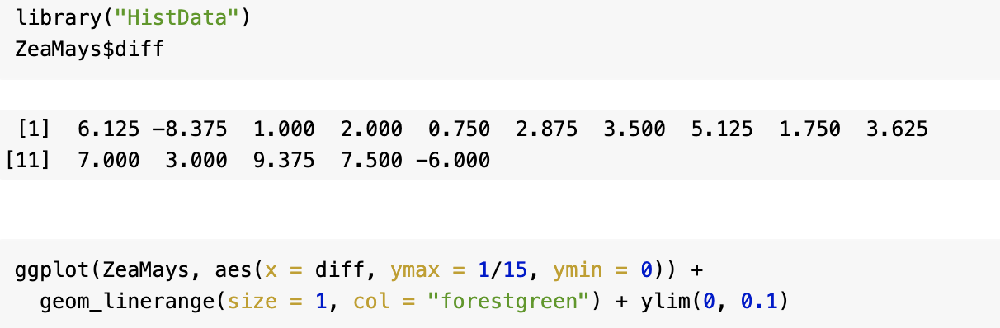 library("HistData")
ZeaMays$diff
[1] 6.125 -8.375 1.000 2.000 0.750 2.875 3.500 5.125 1.750 3.625
[11] 7.000 3.000 9.375 7.500 -6.000
ggplot(ZeaMays, aes(x = diff, ymax = 1/15, ymin = 0)) +
geom_linerange(size = 1, col = "forestgreen") + ylim(0, 0.1)